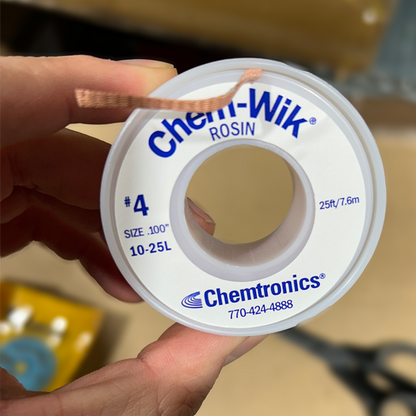 Chem-Wik®
ROSIN
#4
SIZE .100"
10-25L
25ft/7.6m
Chemtronics®
770-424-4888